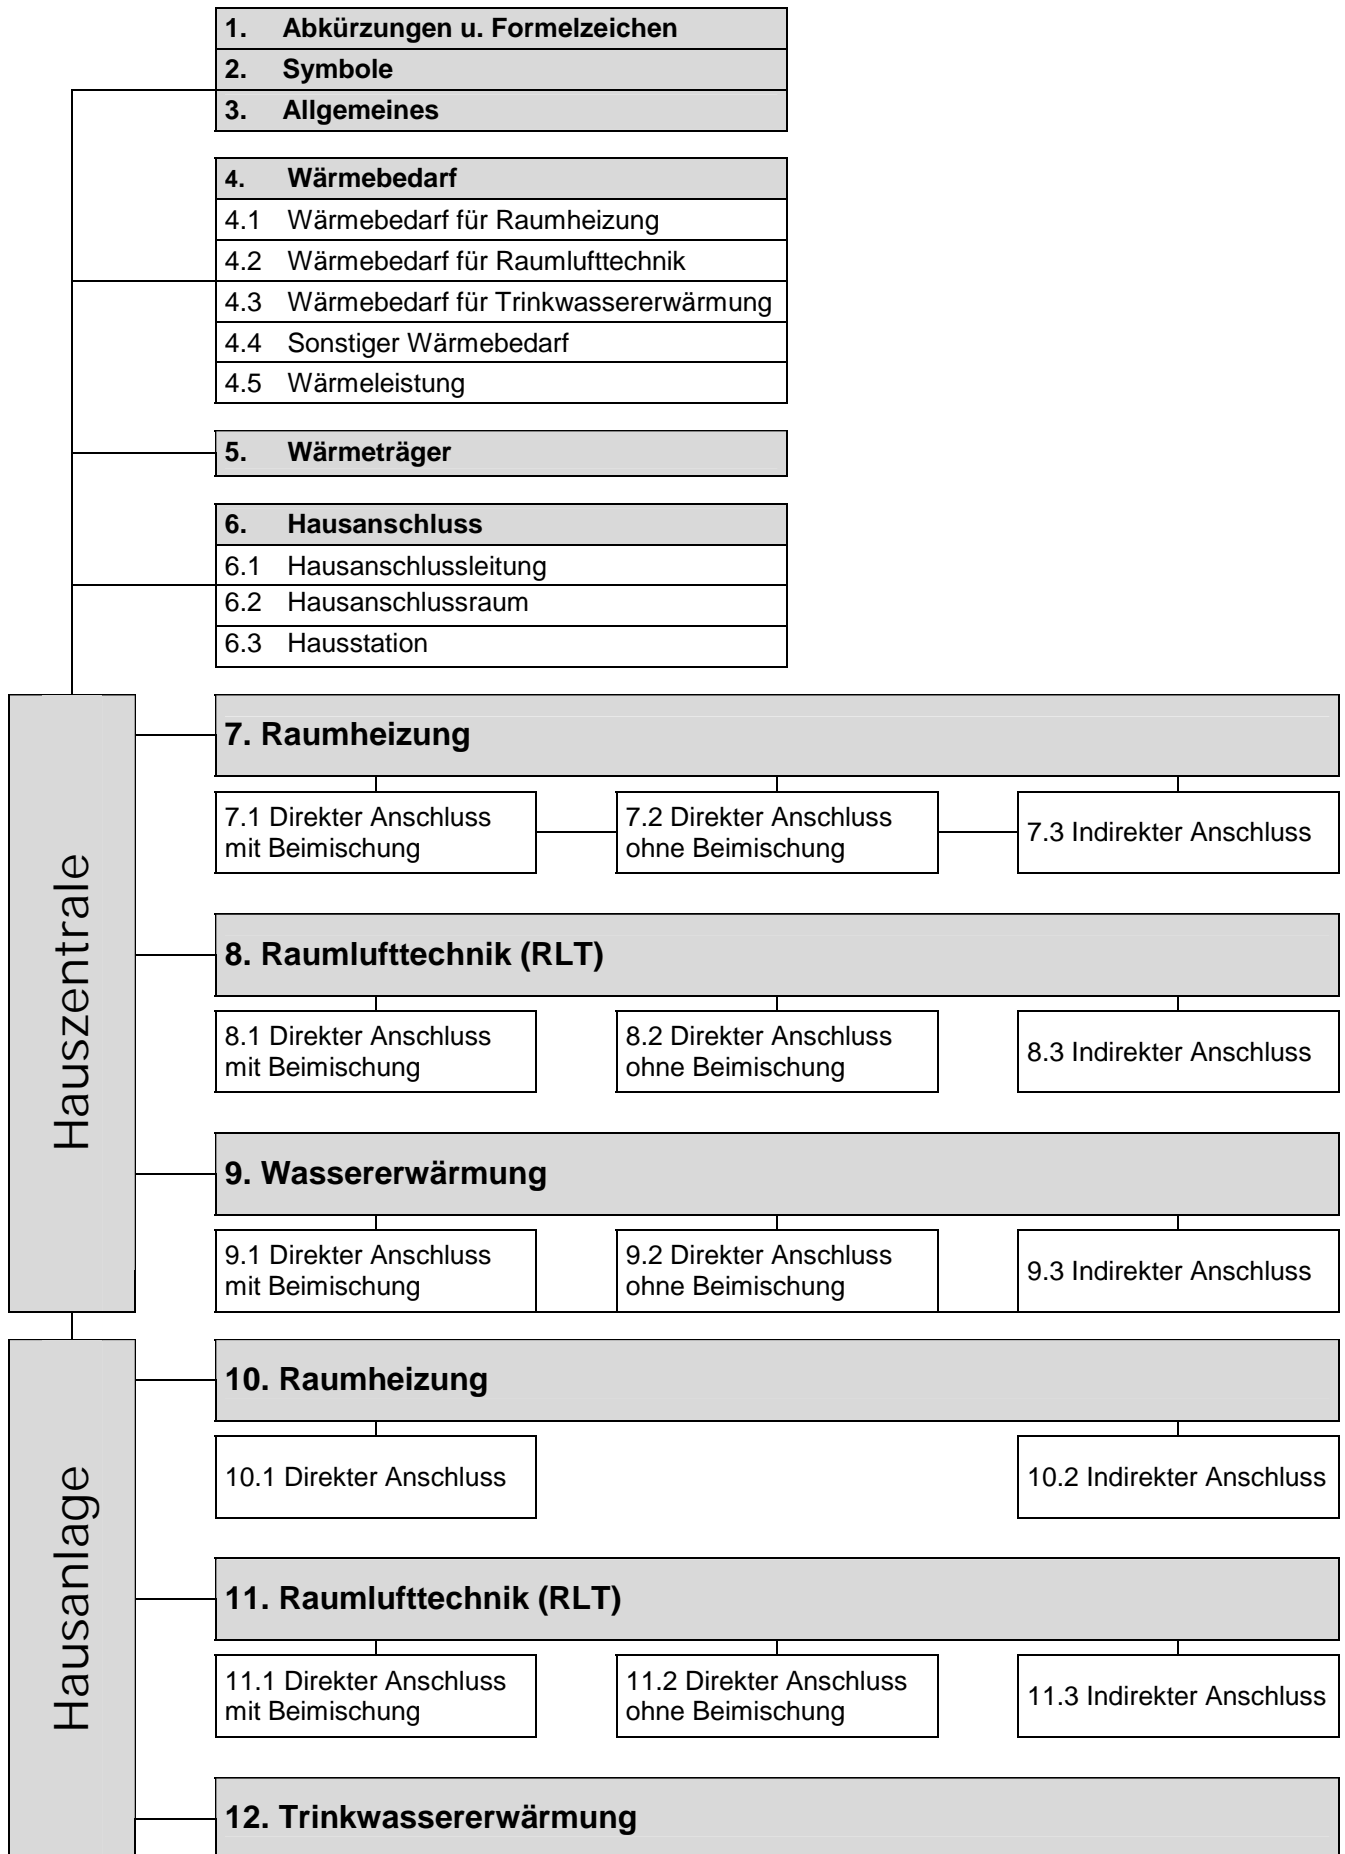 1. Abkürzungen u. Formelzeichen
2. Symbole
3. Allgemeines
4. Wärmebedarf
4.1 Wärmebedarf für Raumheizung
4.2 Wärmebedarf für Raumlufttechnik
4.3 Wärmebedarf für Trinkwassererwärmung
4.4 Sonstiger Wärmebedarf
4.5 Wärmeleistung
5. Wärmeträger
6. Hausanschluss
6.1 Hausanschlussleitung
6.2 Hausanschlussraum
6.3 Hausstation
Hauszentrale
7. Raumheizung
7.1 Direkter Anschluss
mit Beimischung
7.2 Direkter Anschluss
ohne Beimischung
7.3 Indirekter Anschluss
8. Raumlufttechnik (RLT)
8.1 Direkter Anschluss
mit Beimischung
8.2 Direkter Anschluss
ohne Beimischung
8.3 Indirekter Anschluss
9. Wassererwärmung
9.1 Direkter Anschluss
mit Beimischung
9.2 Direkter Anschluss
ohne Beimischung
9.3 Indirekter Anschluss
Hausanlage
10. Raumheizung
10.1 Direkter Anschluss
10.2 Indirekter Anschluss
11. Raumlufttechnik (RLT)
11.1 Direkter Anschluss
mit Beimischung
11.2 Direkter Anschluss
ohne Beimischung
11.3 Indirekter Anschluss
12. Trinkwassererwärmung